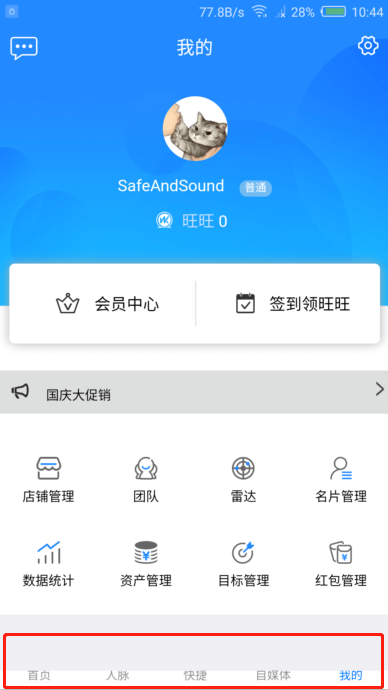 77.8B/s 28% 10:44
我的
SafeAndSound 普通
旺旺 0
会员中心 签到领旺旺
国庆大促销
店铺管理 团队 雷达 名片管理
数据统计 资产管理 目标管理 红包管理
首页 人脉 快捷 自媒体 我的